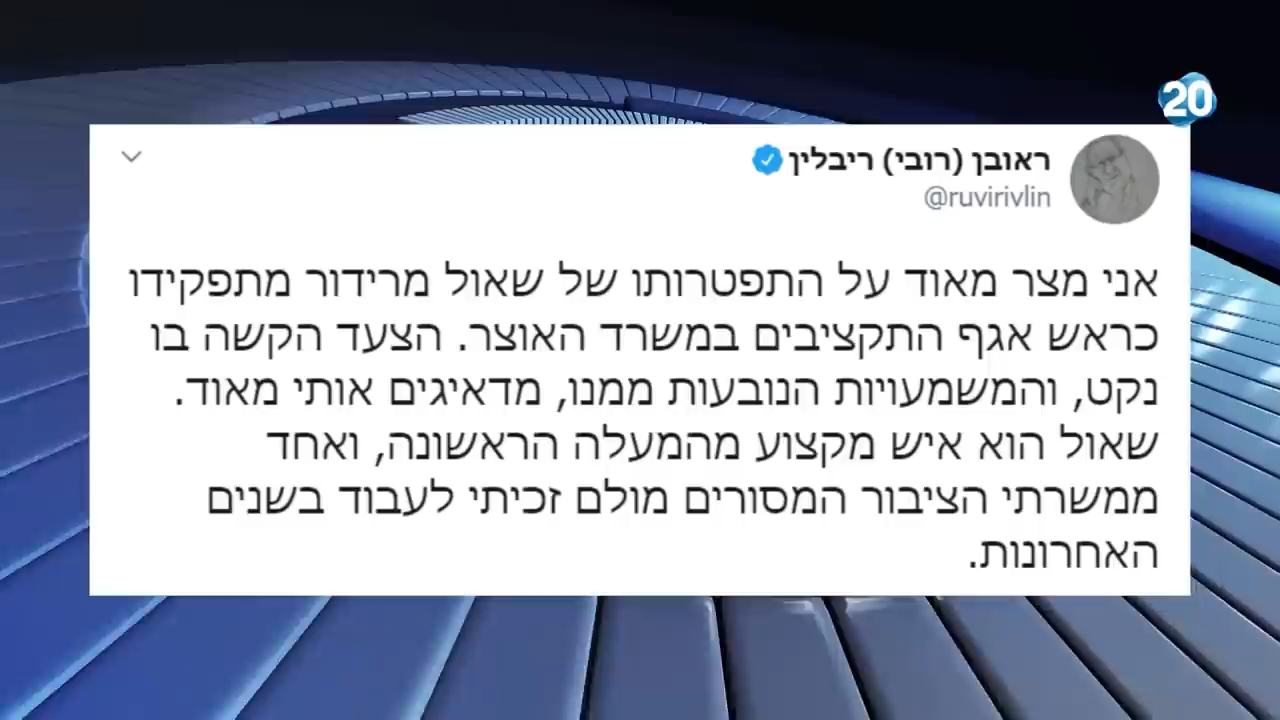 20
ראובן (רובי) ריבלין
@ruvirivlin
אני מצר מאוד על התפטרותו של שאול מרידור מתפקידו
כראש אגף התקציבים במשרד האוצר. הצעד הקשה בו
נקט, והמשמעויות הנובעות ממנו, מדאיגים אותי מאוד.
שאול הוא איש מקצוע מהמעלה הראשונה, ואחד
ממשרתי הציבור המסורים מולם זכיתי לעבוד בשנים
האחרונות.